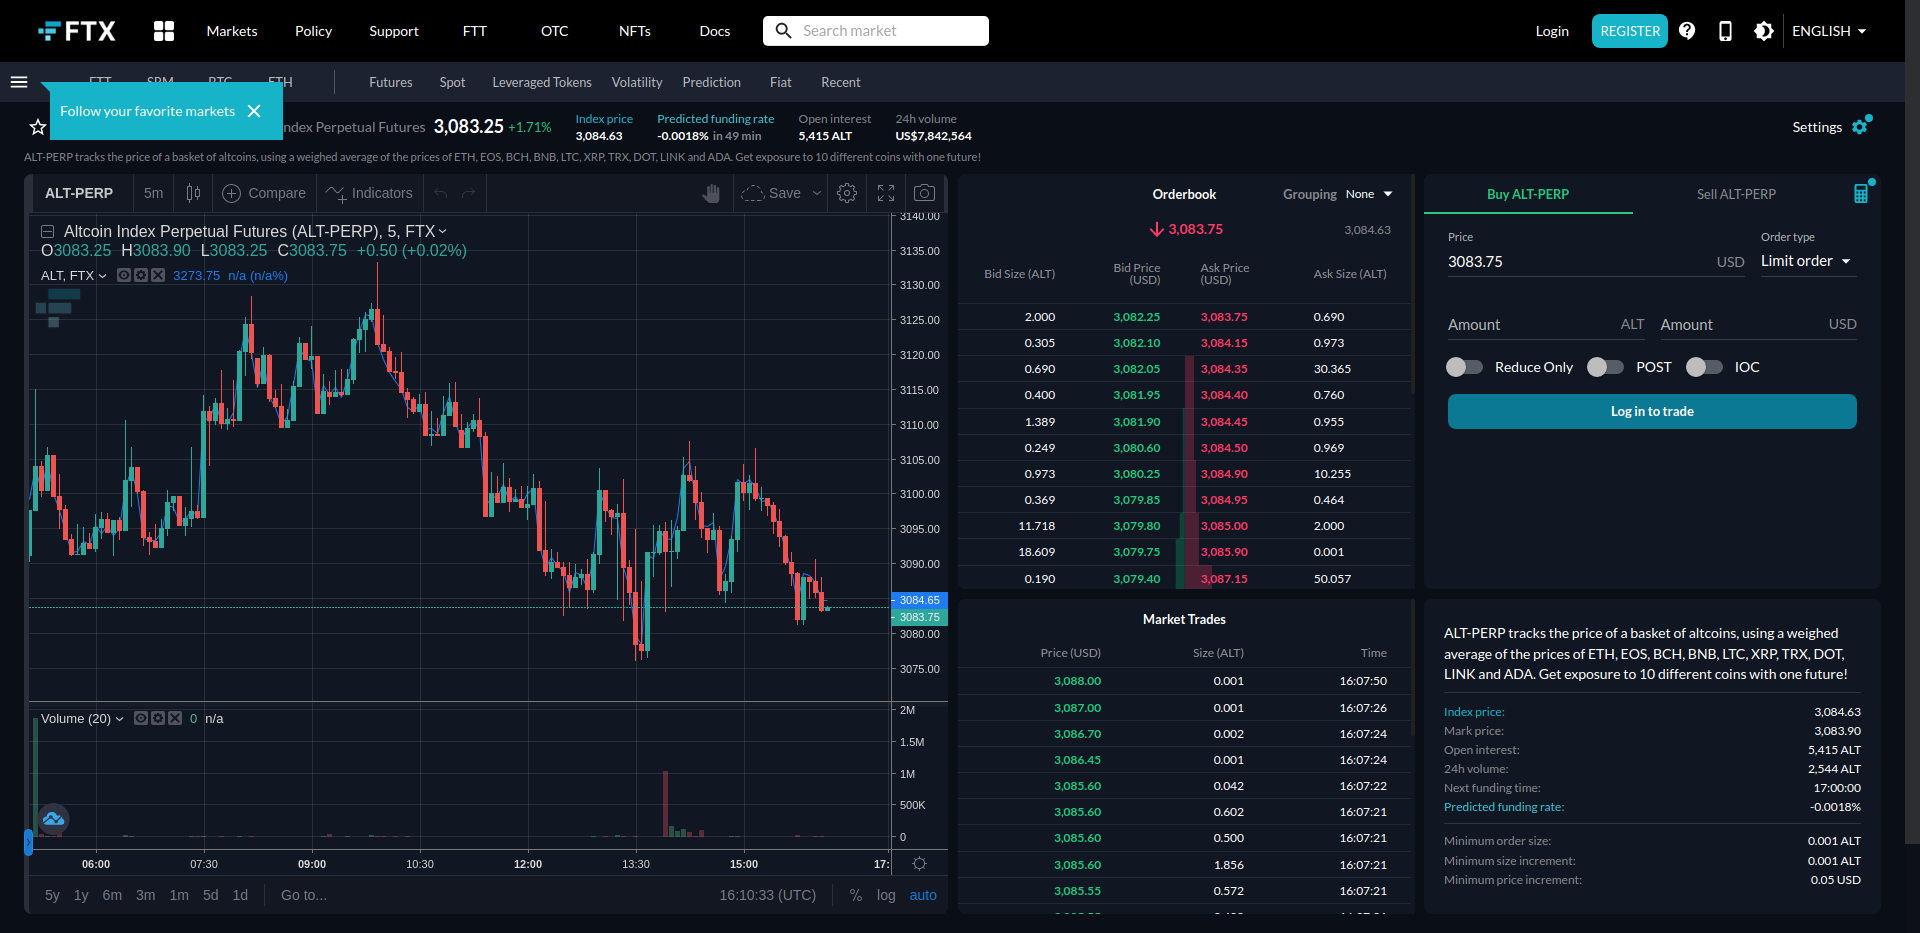 FTX
Markets
Policy
Support
FTT
OTC
NFTs
Docs
Search market
Login
REGISTER
ENGLISH
FTT
BTC
ETH
Futures
Spot
Leveraged Tokens
Volatility
Prediction
Fiat
Recent
Follow your favorite markets
ndex Perpetual Futures
3,083.25 +1.71%
Index price
3,084.63
Predicted funding rate
-0.0018% in 49 min
Open interest
5,415 ALT
24h volume
US$7,842,564
Settings
ALT-PERP tracks the price of a basket of altcoins, using a weighed average of the prices of ETH, EOS, BCH, BNB, LTC, XRP, TRX, DOT, LINK and ADA. Get exposure to 10 different coins with one future!
ALT-PERP 5m Compare Indicators Save
Altcoin Index Perpetual Futures (ALT-PERP), 5, FTX
O3083.25 H3083.90 L3083.25 C3083.75 +0.50 (+0.02%)
ALT, FTX 3273.75 n/a (n/a%)
3140.00
3135.00
3130.00
3125.00
3120.00
3115.00
3110.00
3105.00
3100.00
3095.00
3090.00
3084.65
3083.75
3080.00
3075.00
Volume (20) 0 n/a
2M
1.5M
1M
500K
0
06:00 07:30 09:00 10:30 12:00 13:30 15:00 17:
5y 1y 6m 3m 1m 5d 1d Go to... 16:10:33 (UTC) % log auto
Orderbook
Grouping None
3,083.75
3,084.63
Bid Size (ALT) Bid Price (USD) Ask Price (USD) Ask Size (ALT)
2.000 3,082.25 3,083.75 0.690
0.305 3,082.10 3,084.15 0.973
0.690 3,082.05 3,084.35 30.365
0.400 3,081.95 3,084.40 0.760
1.389 3,081.90 3,084.45 0.955
0.249 3,080.60 3,084.50 0.969
0.973 3,080.25 3,084.90 10.255
0.369 3,079.85 3,084.95 0.464
11.718 3,079.80 3,085.00 2.000
18.609 3,079.75 3,085.90 0.001
0.190 3,079.40 3,087.15 50.057
Market Trades
Price (USD) Size (ALT) Time
3,088.00 0.001 16:07:50
3,087.00 0.001 16:07:26
3,086.70 0.002 16:07:24
3,086.45 0.001 16:07:24
3,085.60 0.042 16:07:22
3,085.60 0.602 16:07:21
3,085.60 0.500 16:07:21
3,085.60 1.856 16:07:21
3,085.55 0.572 16:07:21
Buy ALT-PERP
Sell ALT-PERP
Price
3083.75 USD
Order type
Limit order
Amount ALT
Amount USD
Reduce Only
POST
IOC
Log in to trade
ALT-PERP tracks the price of a basket of altcoins, using a weighed
average of the prices of ETH, EOS, BCH, BNB, LTC, XRP, TRX, DOT,
LINK and ADA. Get exposure to 10 different coins with one future!
Index price: 3,084.63
Mark price: 3,083.90
Open interest: 5,415 ALT
24h volume: 2,544 ALT
Next funding time: 17:00:00
Predicted funding rate: -0.0018%
Minimum order size: 0.001 ALT
Minimum size increment: 0.001 ALT
Minimum price increment: 0.05 USD